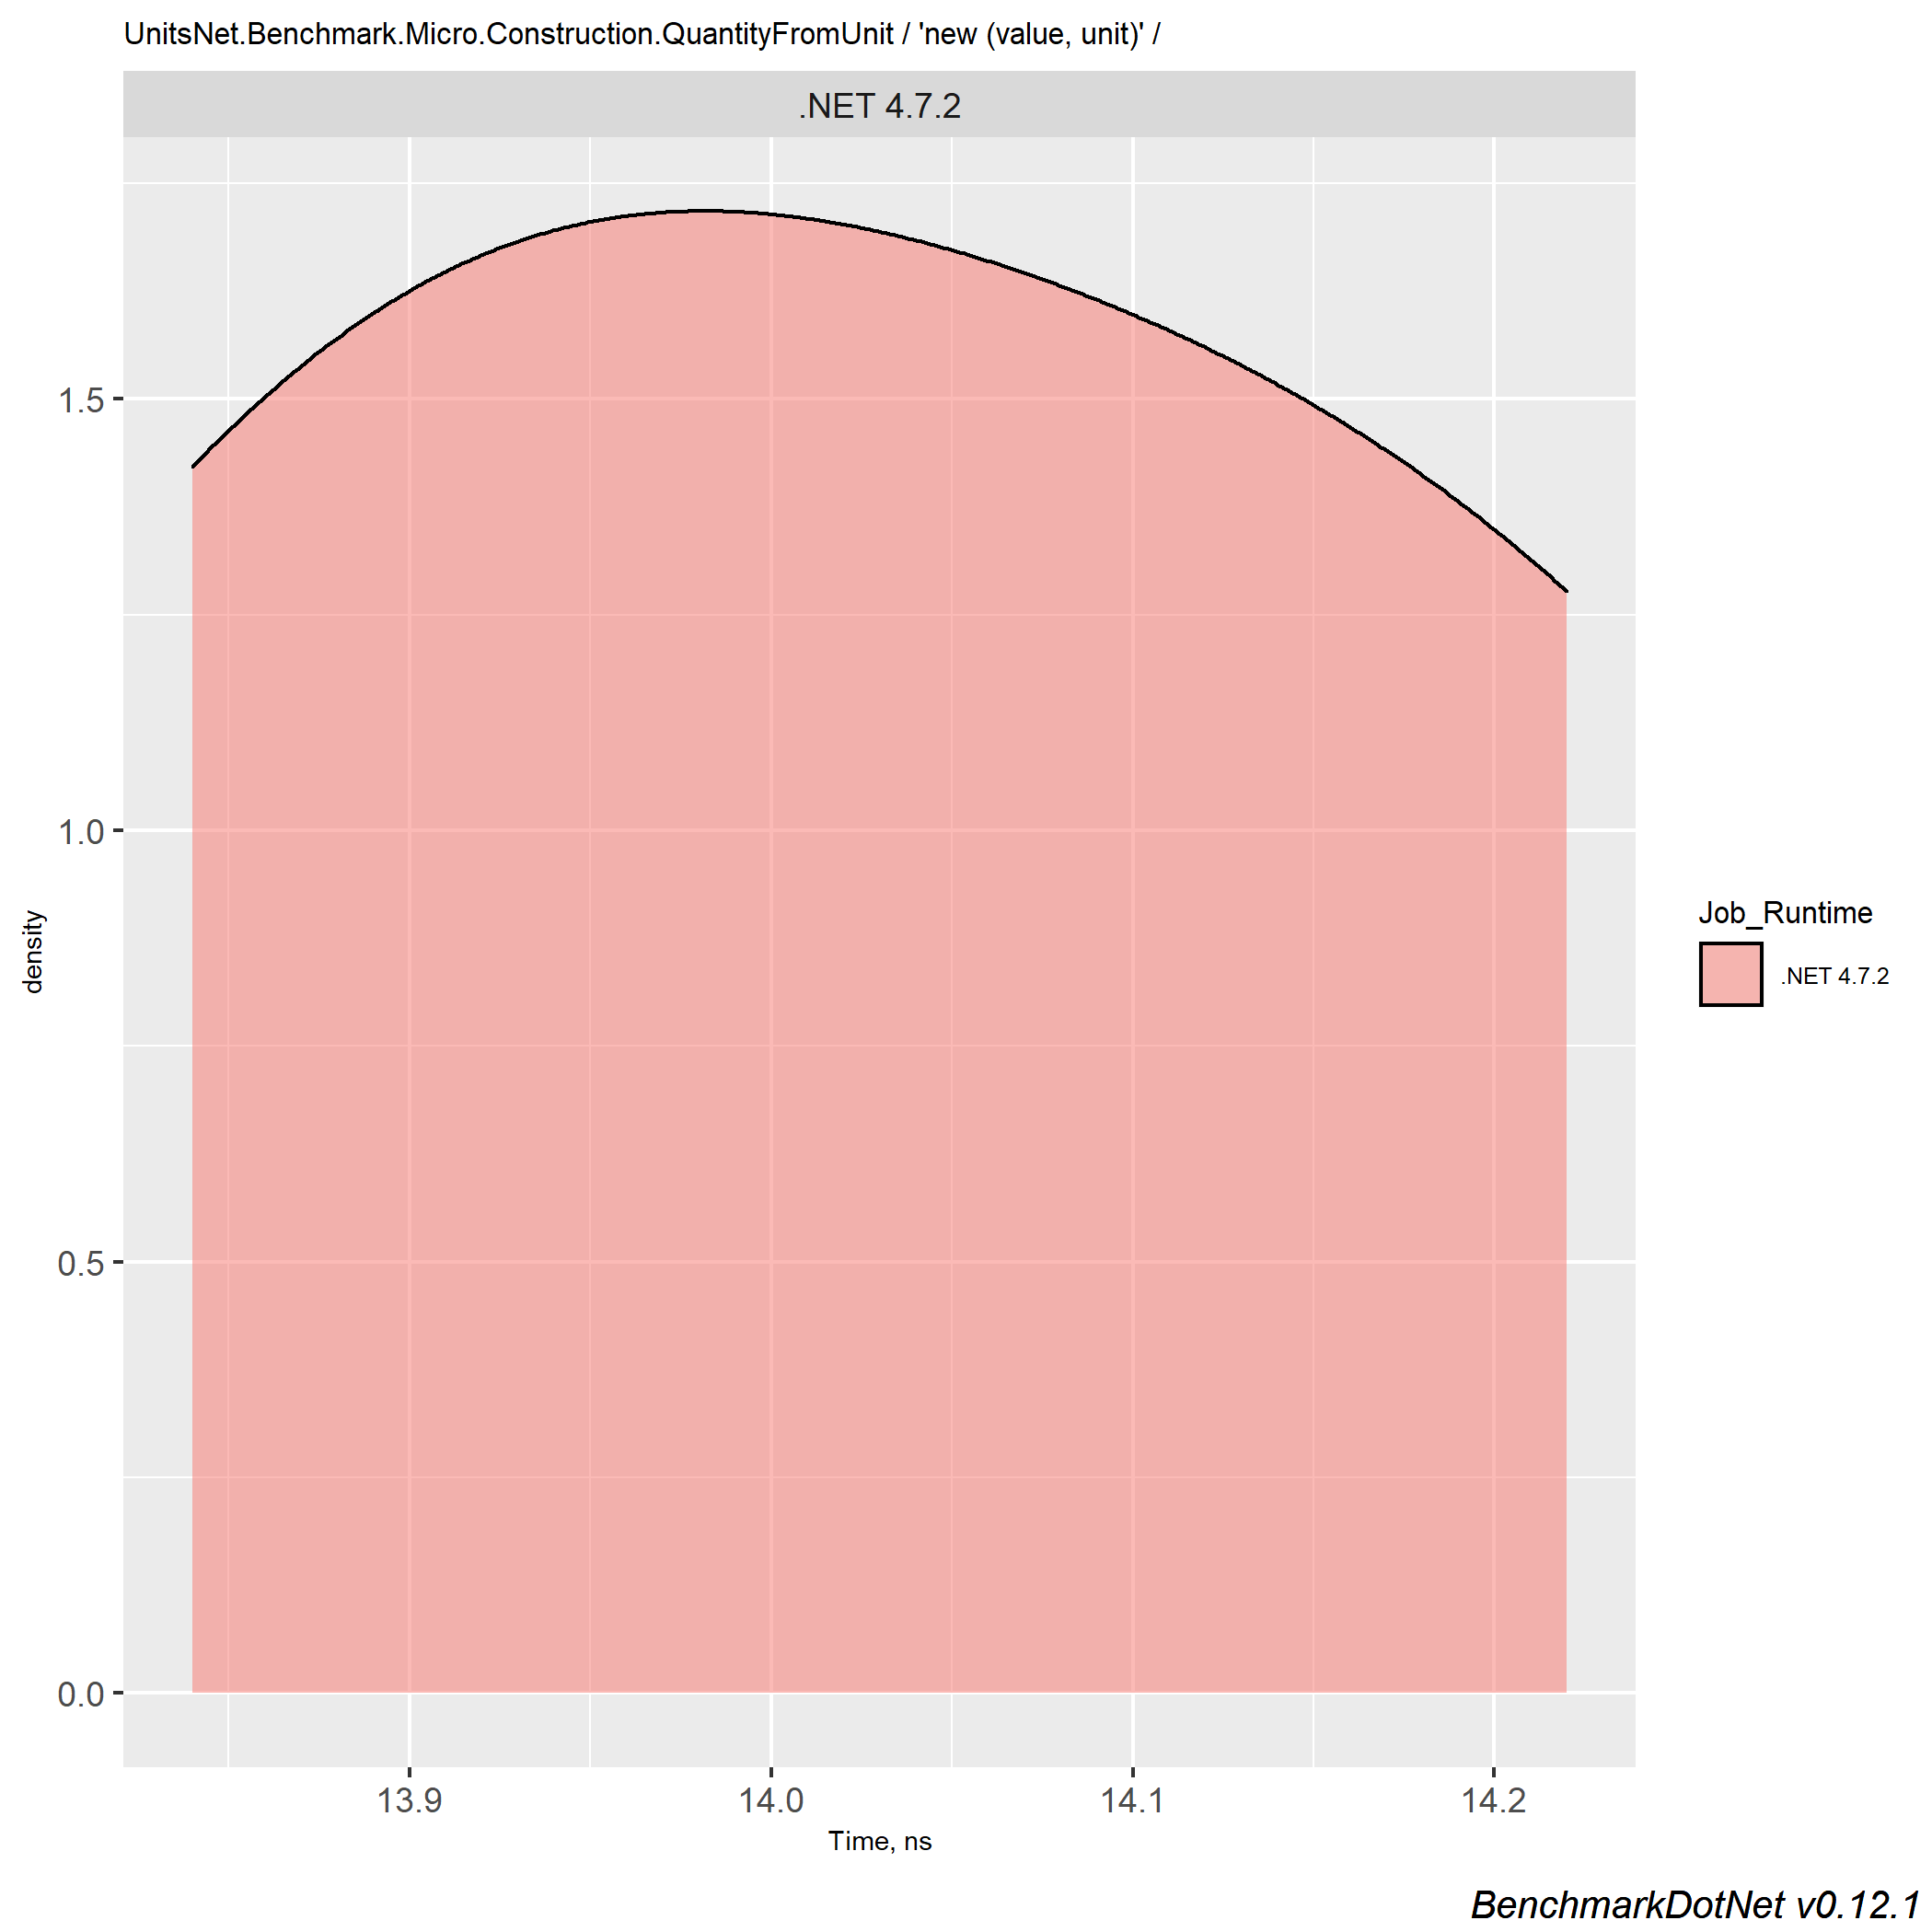 UnitsNet.Benchmark.Micro.Construction.QuantityFromUnit / 'new (value, unit)' /
.NET 4.7.2
1.5
1.0
0.5
0.0
density
13.9 14.0 14.1 14.2
Time, ns
Job_Runtime
.NET 4.7.2
BenchmarkDotNet v0.12.1